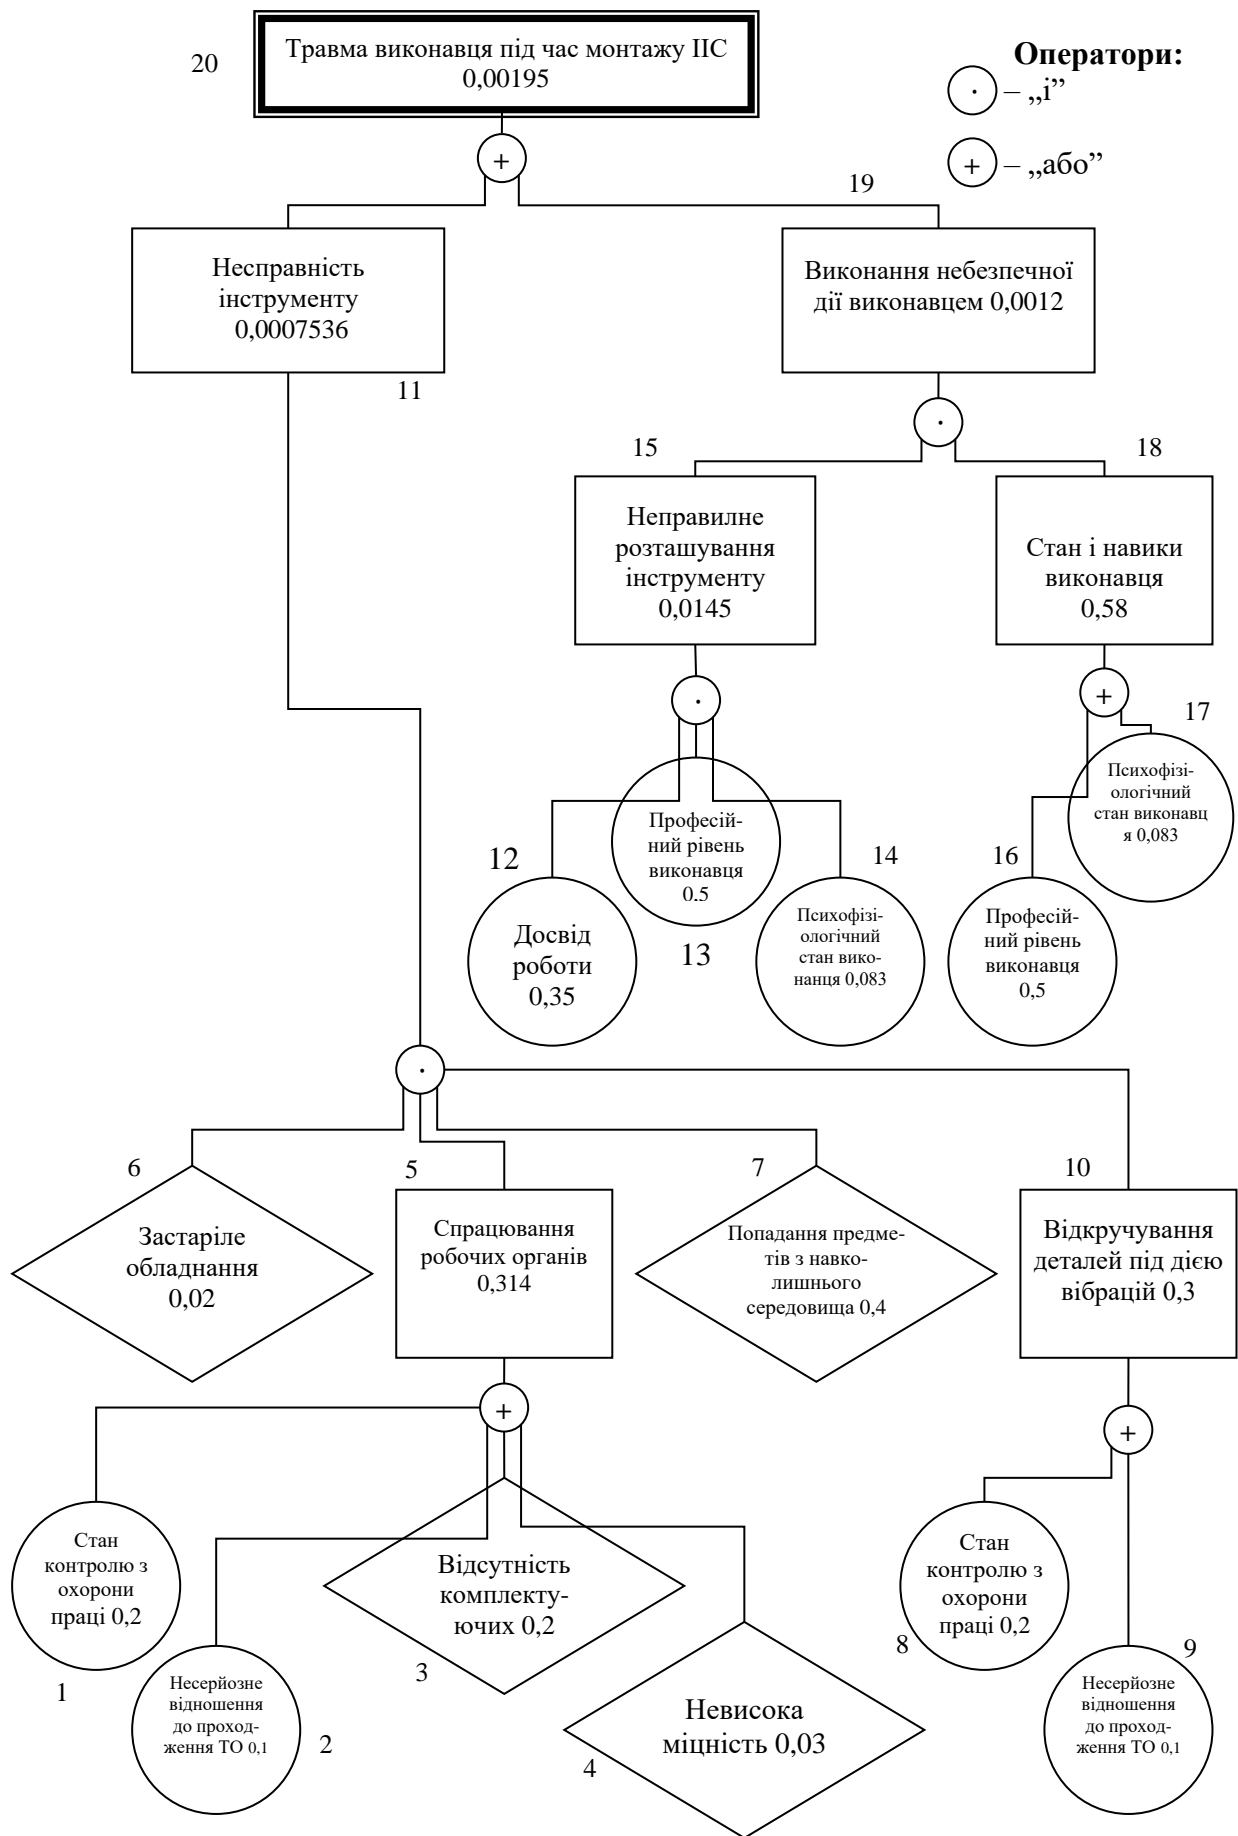 20
Травма виконавця під час монтажу ІІС
0,00195
Оператори:
· – „і”
+ – „або”
+
19
Несправність
інструменту
0,0007536
11
Виконання небезпечної
дії виконавцем 0,0012
·
15
18
Неправилне
розташування
інструменту
0,0145
Стан і навики
виконавця
0,58
·
+
17
Психофізі-
ологічний
стан виконавц
я 0,083
12
Досвід
роботи
0,35
Професій-
ний рівень
виконавця
0,5
13
14
Психофізі-
ологічний
стан вико-
нанця 0,083
16
Професій-
ний рівень
виконавця
0,5
·
6
Застаріле
обладнання
0,02
5
Спрацювання
робочих органів
0,314
7
Попадання предме-
тів з навко-
лишнього
середовища 0,4
10
Відкручування
деталей під дією
вібрацій 0,3
+
+
Стан
контролю з
охорони
праці 0,2
1
Несерйозне
відношення
до проход-
ження ТО 0,1
2
Відсутність
комплекту-
ючих 0,2
3
Невисока
міцність 0,03
4
Стан
контролю з
охорони
праці 0,2
8
9
Несерйозне
відношення
до проход-
ження ТО 0,1